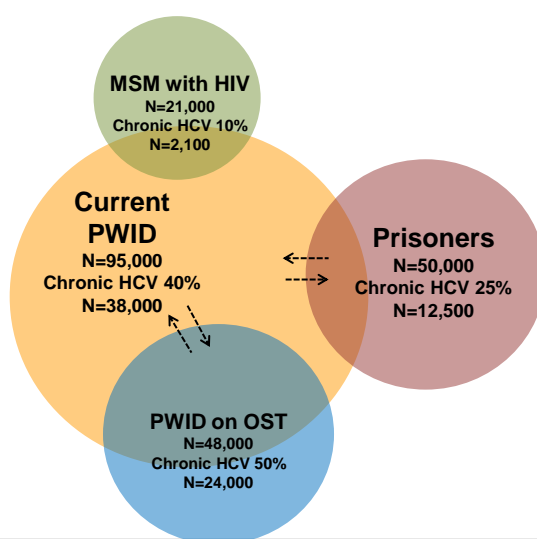 MSM with HIV
N=21,000
Chronic HCV 10%
N=2,100
Current
PWID
N=95,000
Chronic HCV 40%
N=38,000
Prisoners
N=50,000
Chronic HCV 25%
N=12,500
PWID on OST
N=48,000
Chronic HCV 50%
N=24,000